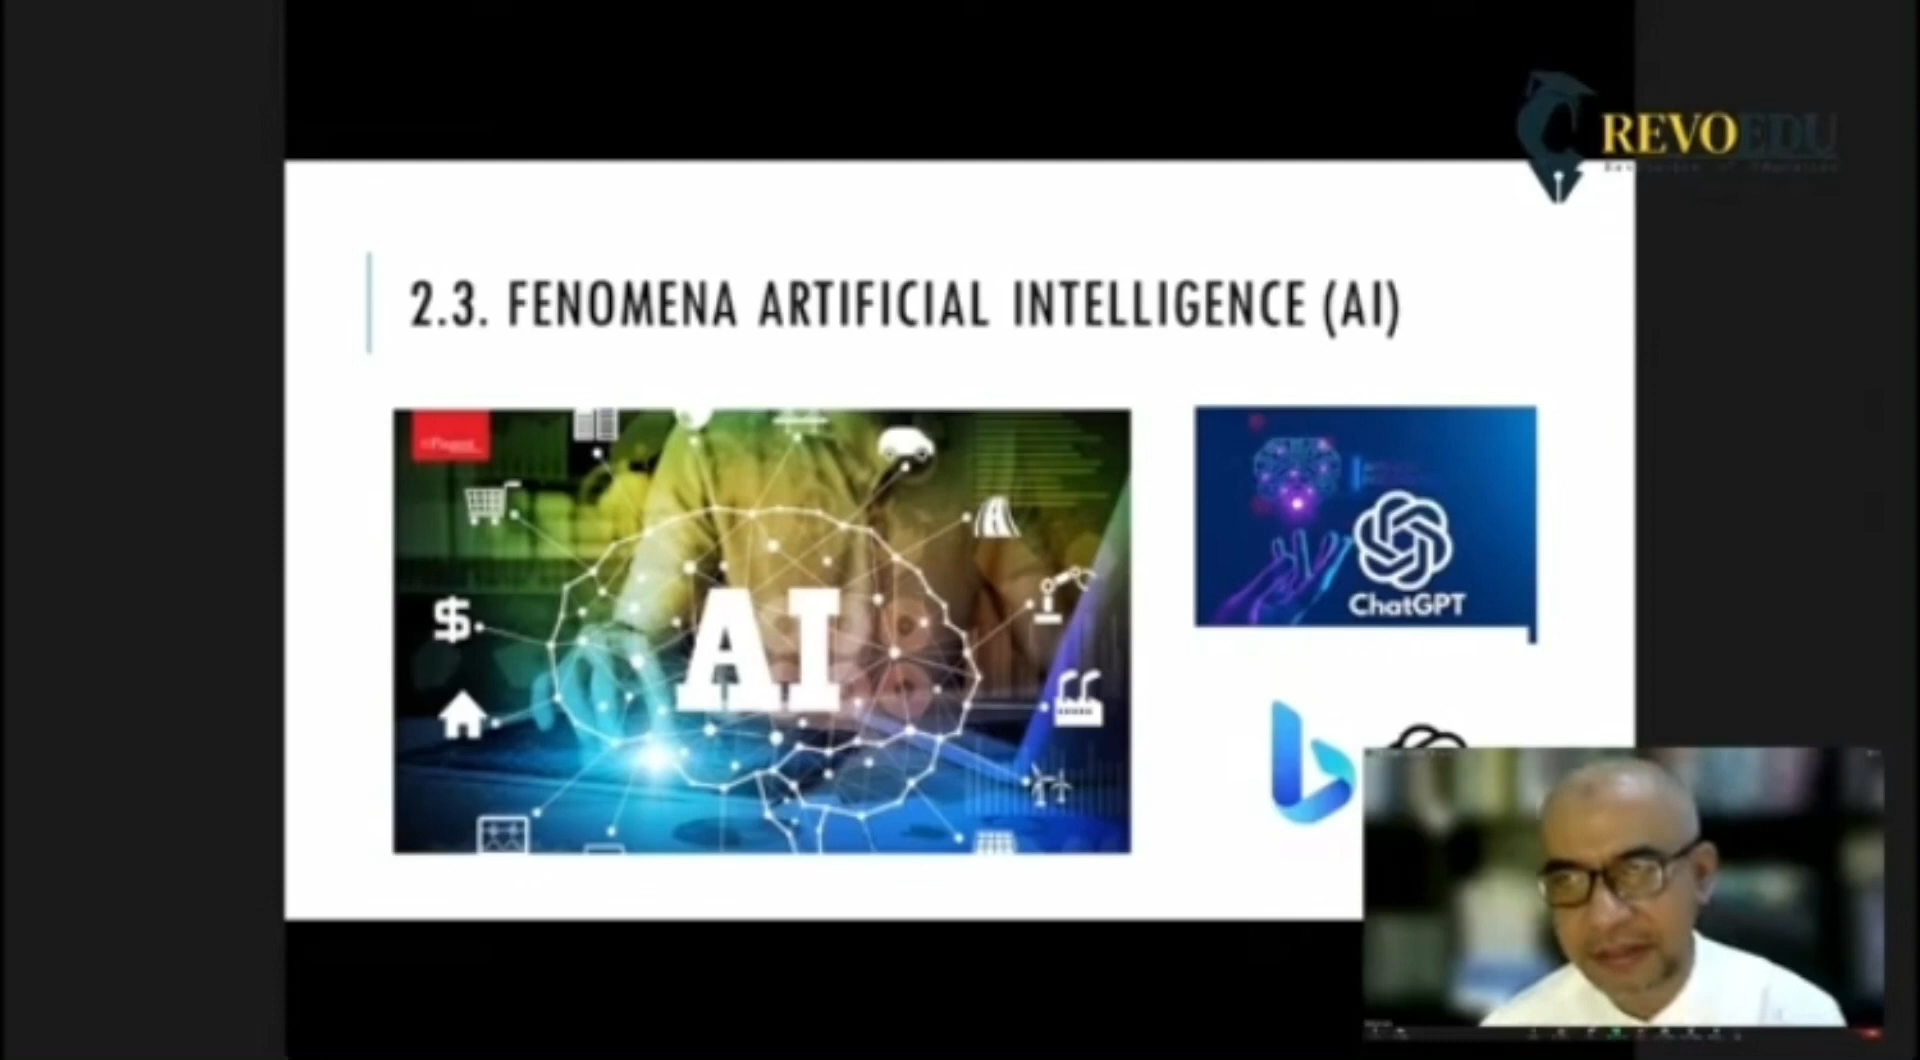 REVOEDU
2.3. FENOMENA ARTIFICIAL INTELLIGENCE (AI)
AI
$
ChatGPT